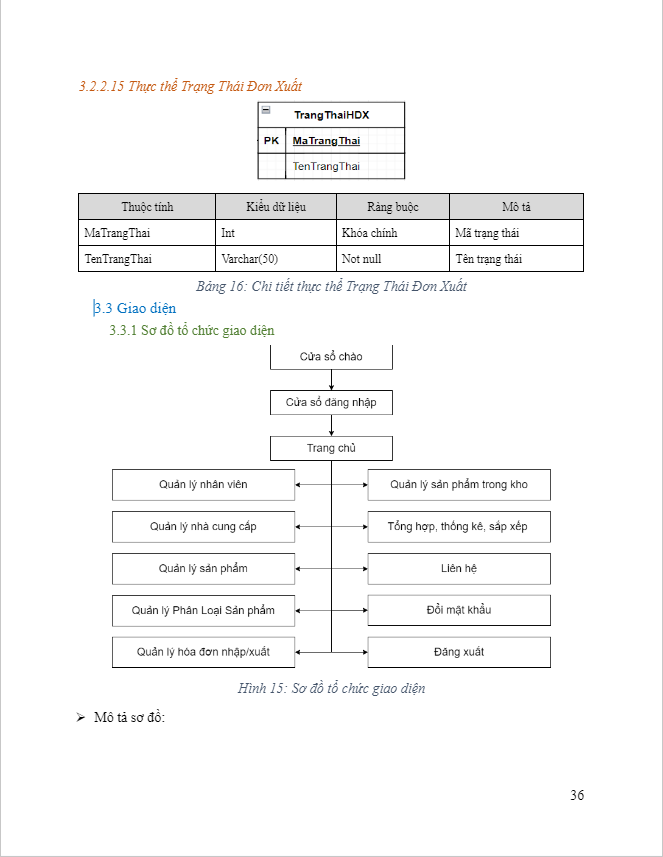 3.2.2.15 Thực thể Trạng Thái Đơn Xuất
TrangThaiHDX
PK MaTrangThai
TenTrangThai
Thuộc tính Kiểu dữ liệu Ràng buộc Mô tả
MaTrangThai Int Khóa chính Mã trạng thái
TenTrangThai Varchar(50) Not null Tên trạng thái
Bảng 16: Chi tiết thực thể Trạng Thái Đơn Xuất
3.3 Giao diện
3.3.1 Sơ đồ tổ chức giao diện
Cửa sổ chào
Cửa sổ đăng nhập
Trang chủ
Quản lý nhân viên Quản lý sản phẩm trong kho
Quản lý nhà cung cấp Tổng hợp, thống kê, sắp xếp
Quản lý sản phẩm Liên hệ
Quản lý Phân Loại Sản phẩm Đổi mật khẩu
Quản lý hòa đơn nhập/xuất Đăng xuất
Hình 15: Sơ đồ tổ chức giao diện
➢ Mô tả sơ đồ:
36